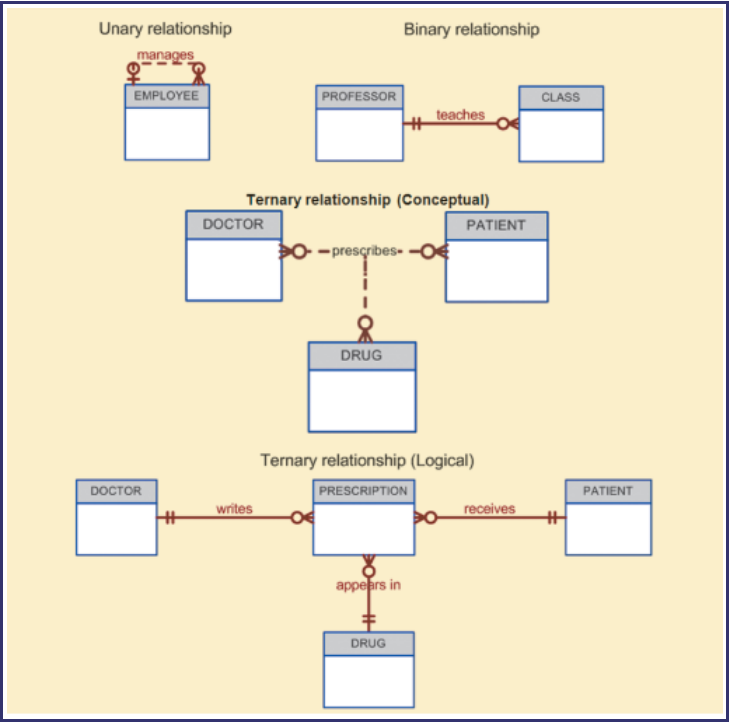 Unary relationship
Binary relationship
manages
EMPLOYEE
PROFESSOR
teaches
CLASS
Ternary relationship (Conceptual)
DOCTOR
PATIENT
prescribes
DRUG
Ternary relationship (Logical)
DOCTOR
writes
PRESCRIPTION
receives
PATIENT
appears in
DRUG